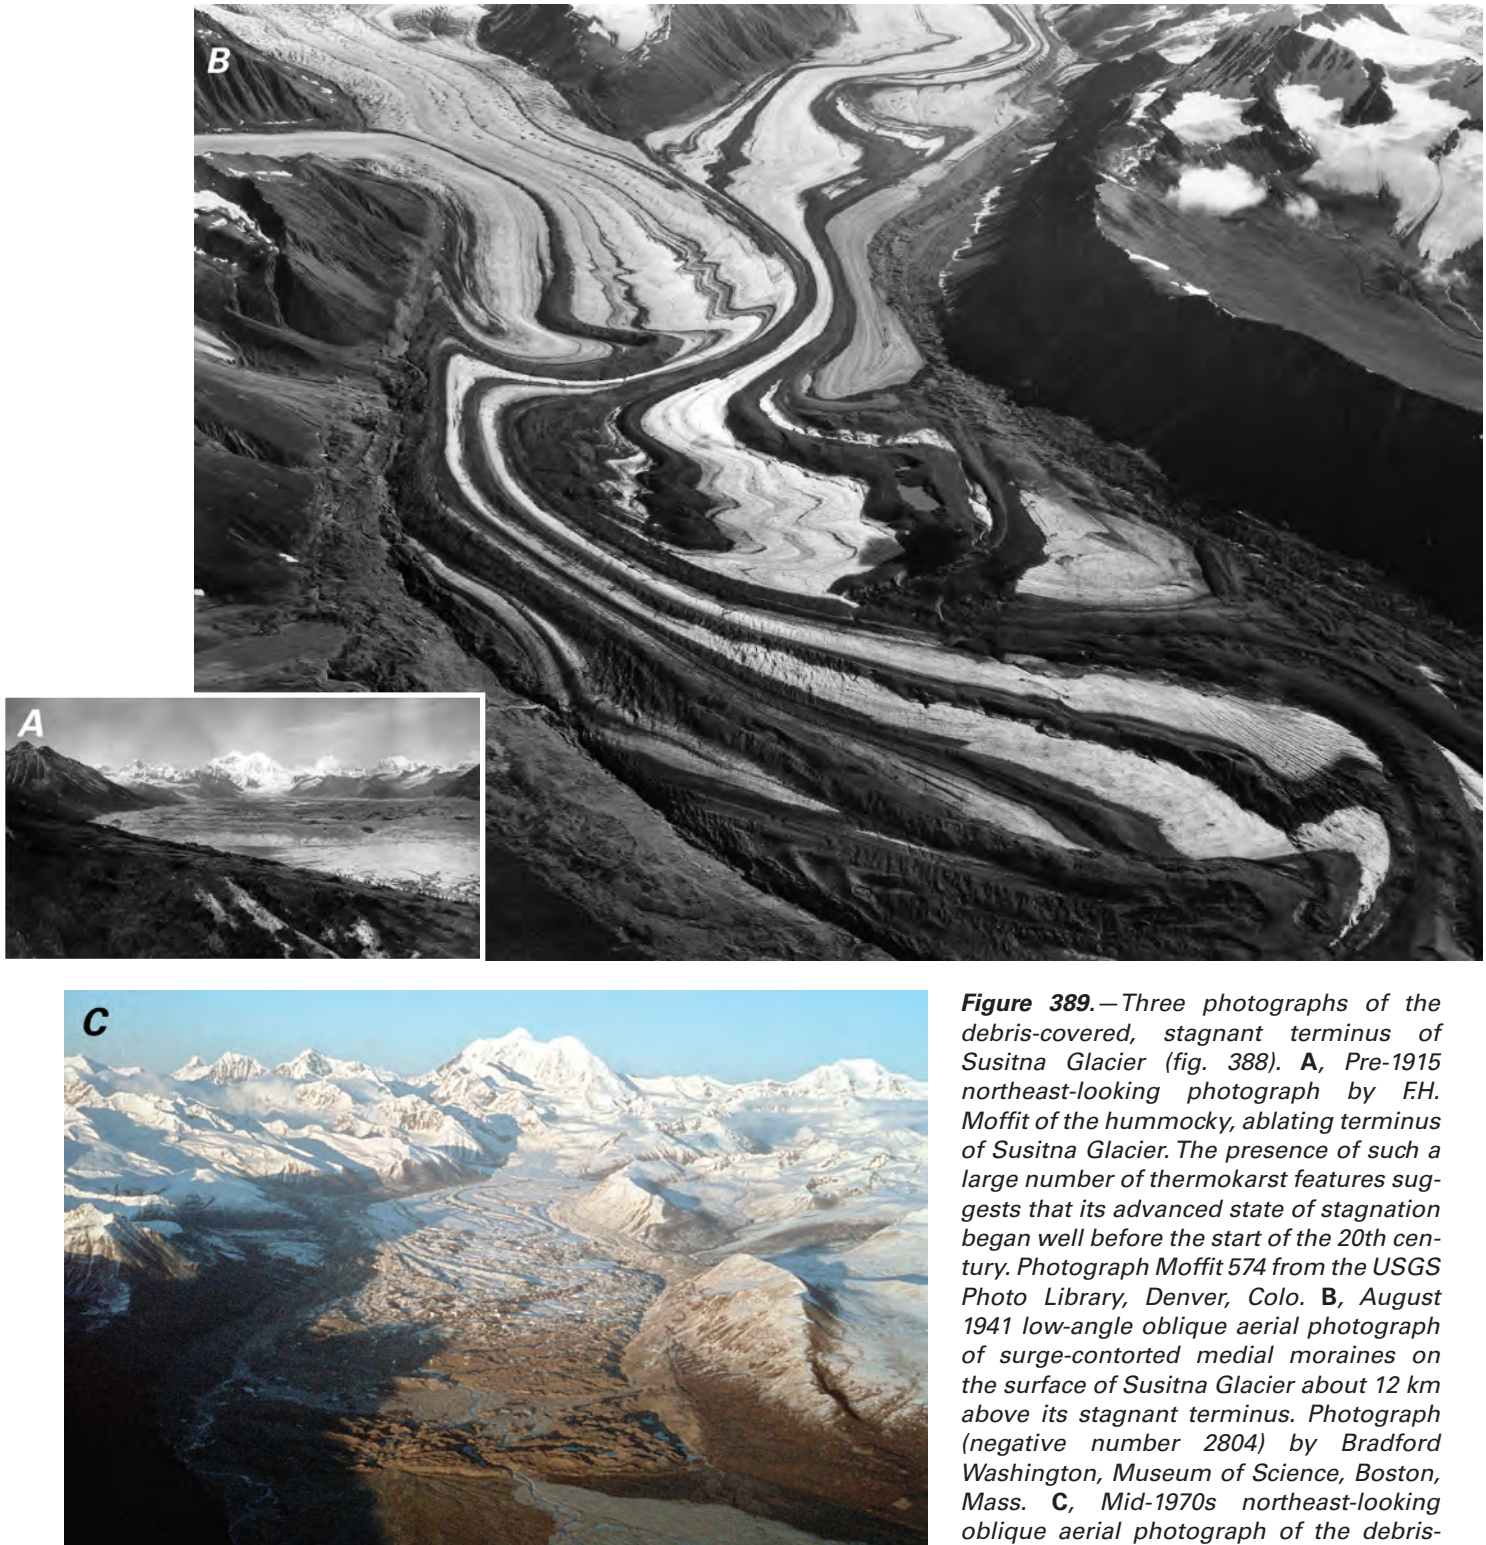 B
A
C
Figure 389.—Three photographs of the
debris-covered, stagnant terminus of
Susitna Glacier (fig. 388). A, Pre-1915
northeast-looking photograph by F.H.
Moffit of the hummocky, ablating terminus
of Susitna Glacier. The presence of such a
large number of thermokarst features sug-
gests that its advanced state of stagnation
began well before the start of the 20th cen-
tury. Photograph Moffit 574 from the USGS
Photo Library, Denver, Colo. B, August
1941 low-angle oblique aerial photograph
of surge-contorted medial moraines on
the surface of Susitna Glacier about 12 km
above its stagnant terminus. Photograph
(negative number 2804) by Bradford
Washington, Museum of Science, Boston,
Mass. C, Mid-1970s northeast-looking
oblique aerial photograph of the debris-